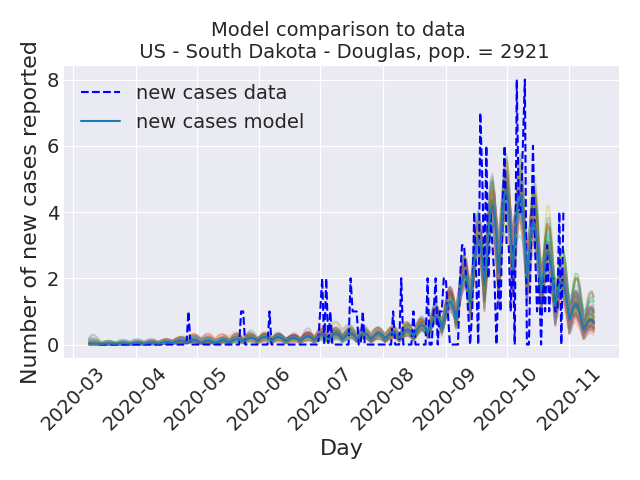 Model comparison to data
US - South Dakota - Douglas, pop. = 2921
Number of new cases reported
8
6
4
2
0
new cases data
new cases model
2020-03
2020-04
2020-05
2020-06
2020-07
2020-08
2020-09
2020-10
2020-11
Day